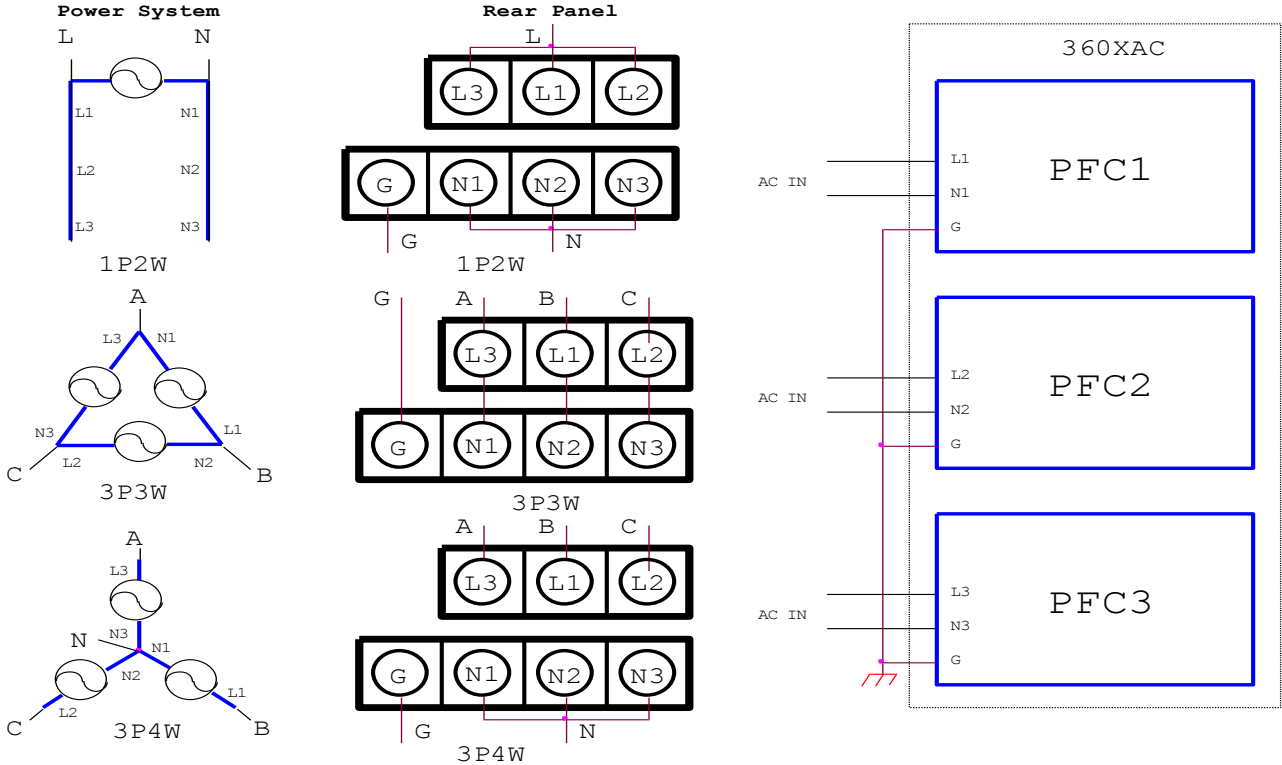 Power System
L N
L1 N1
L2 N2
L3 N3
1P2W
A
L3 N1
N3 L1
L2 N2
C B
3P3W
A
L3
N N3 N1
N2
L2 L1
C B
3P4W
Rear Panel
L
L3 L1 L2
G N1 N2 N3
G N
1P2W
G A B C
L3 L1 L2
G N1 N2 N3
3P3W
A B C
L3 L1 L2
G N1 N2 N3
G N
3P4W
360XAC
AC IN
L1
N1
G
PFC1
AC IN
L2
N2
G
PFC2
AC IN
L3
N3
G
PFC3